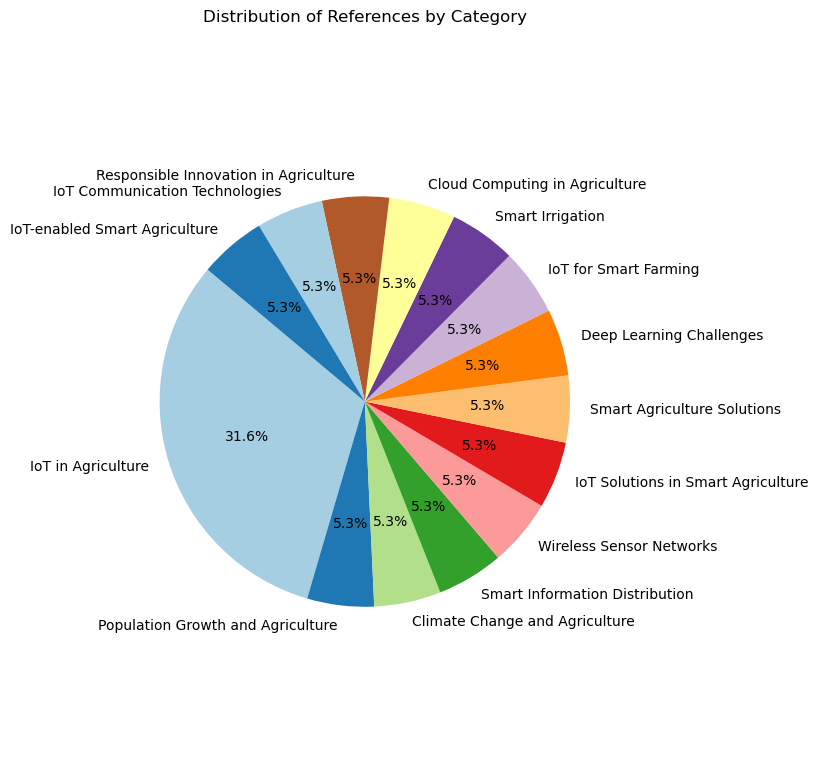 Distribution of References by Category
Responsible Innovation in Agriculture
Cloud Computing in Agriculture
IoT Communication Technologies
Smart Irrigation
IoT-enabled Smart Agriculture
IoT for Smart Farming
5.3%
5.3%
5.3%
5.3%
5.3%
5.3%
Deep Learning Challenges
5.3%
5.3%
Smart Agriculture Solutions
31.6%
5.3%
IoT in Agriculture
IoT Solutions in Smart Agriculture
5.3%
5.3%
5.3%
5.3%
Wireless Sensor Networks
Smart Information Distribution
Climate Change and Agriculture
Population Growth and Agriculture